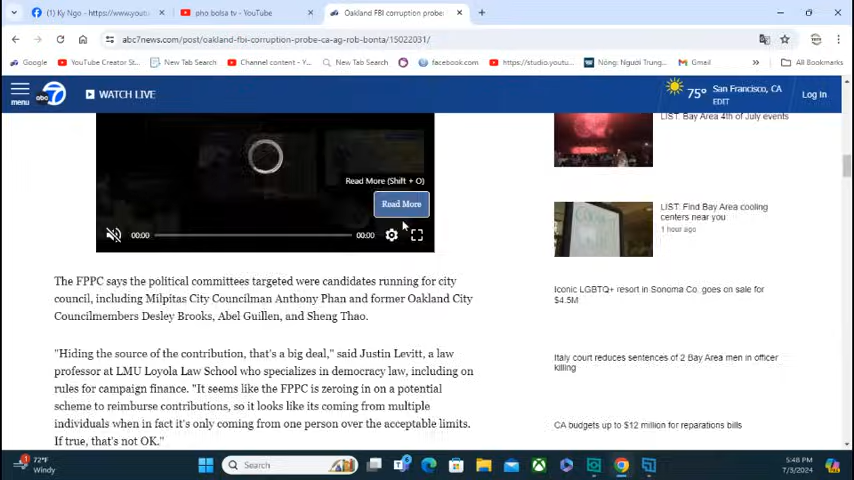 (1) Ky Ngo - https://www.yout
pho bolsa tv - YouTube
Oakland FBI corruption probe:
abc7news.com/post/oakland-fbi-corruption-probe-ca-ag-rob-bonta/15022031/
Google
YouTube Creator St...
New Tab Search
Channel content - Y...
New Tab Search
facebook.com
https://studio.youtu...
Nóng: Người Trung...
Gmail
All Bookmarks
menu
abc 7
WATCH LIVE
75°
San Francisco, CA
EDIT
Log In
LIST: Bay Area 4th of July events
Read More (Shift + O)
Read More
00:00
00:00
LIST: Find Bay Area cooling
centers near you
1 hour ago
The FPPC says the political committees targeted were candidates running for city
council, including Milpitas City Councilman Anthony Phan and former Oakland City
Councilmembers Desley Brooks, Abel Guillen, and Sheng Thao.
Iconic LGBTQ+ resort in Sonoma Co. goes on sale for
$4.5M
"Hiding the source of the contribution, that's a big deal," said Justin Levitt, a law
professor at LMU Loyola Law School who specializes in democracy law, including on
rules for campaign finance. "It seems like the FPPC is zeroing in on a potential
scheme to reimburse contributions, so it looks like its coming from multiple
individuals when in fact it's only coming from one person over the acceptable limits.
If true, that's not OK."
Italy court reduces sentences of 2 Bay Area men in officer
killing
CA budgets up to $12 million for reparations bills
72°F
Windy
Search
5:48 PM
7/3/2024